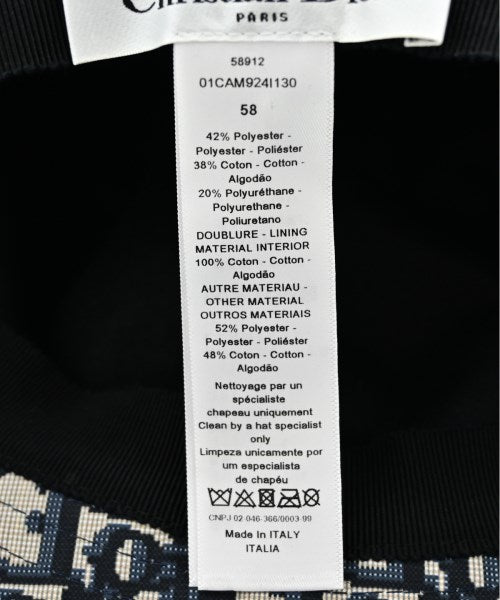 Christian Dior
PARIS
58912
01CAM924I130
58
42% Polyester -
Polyester - Poliéster
38% Coton - Cotton -
Algodão
20% Polyuréthane -
Polyurethane -
Poliuretano
DOUBLURE - LINING
MATERIAL INTERIOR
100% Coton - Cotton -
Algodão
AUTRE MATERIAU -
OTHER MATERIAL
OUTROS MATERIAIS
52% Polyester -
Polyester - Poliéster
48% Coton - Cotton -
Algodão
Nettoyage par un
spécialiste
chapeau uniquement
Clean by a hat specialist
only
Limpeza unicamente por
um especialista
de chapéu
CNPJ 02-046-366/0003-99
Made In ITALY
ITALIA